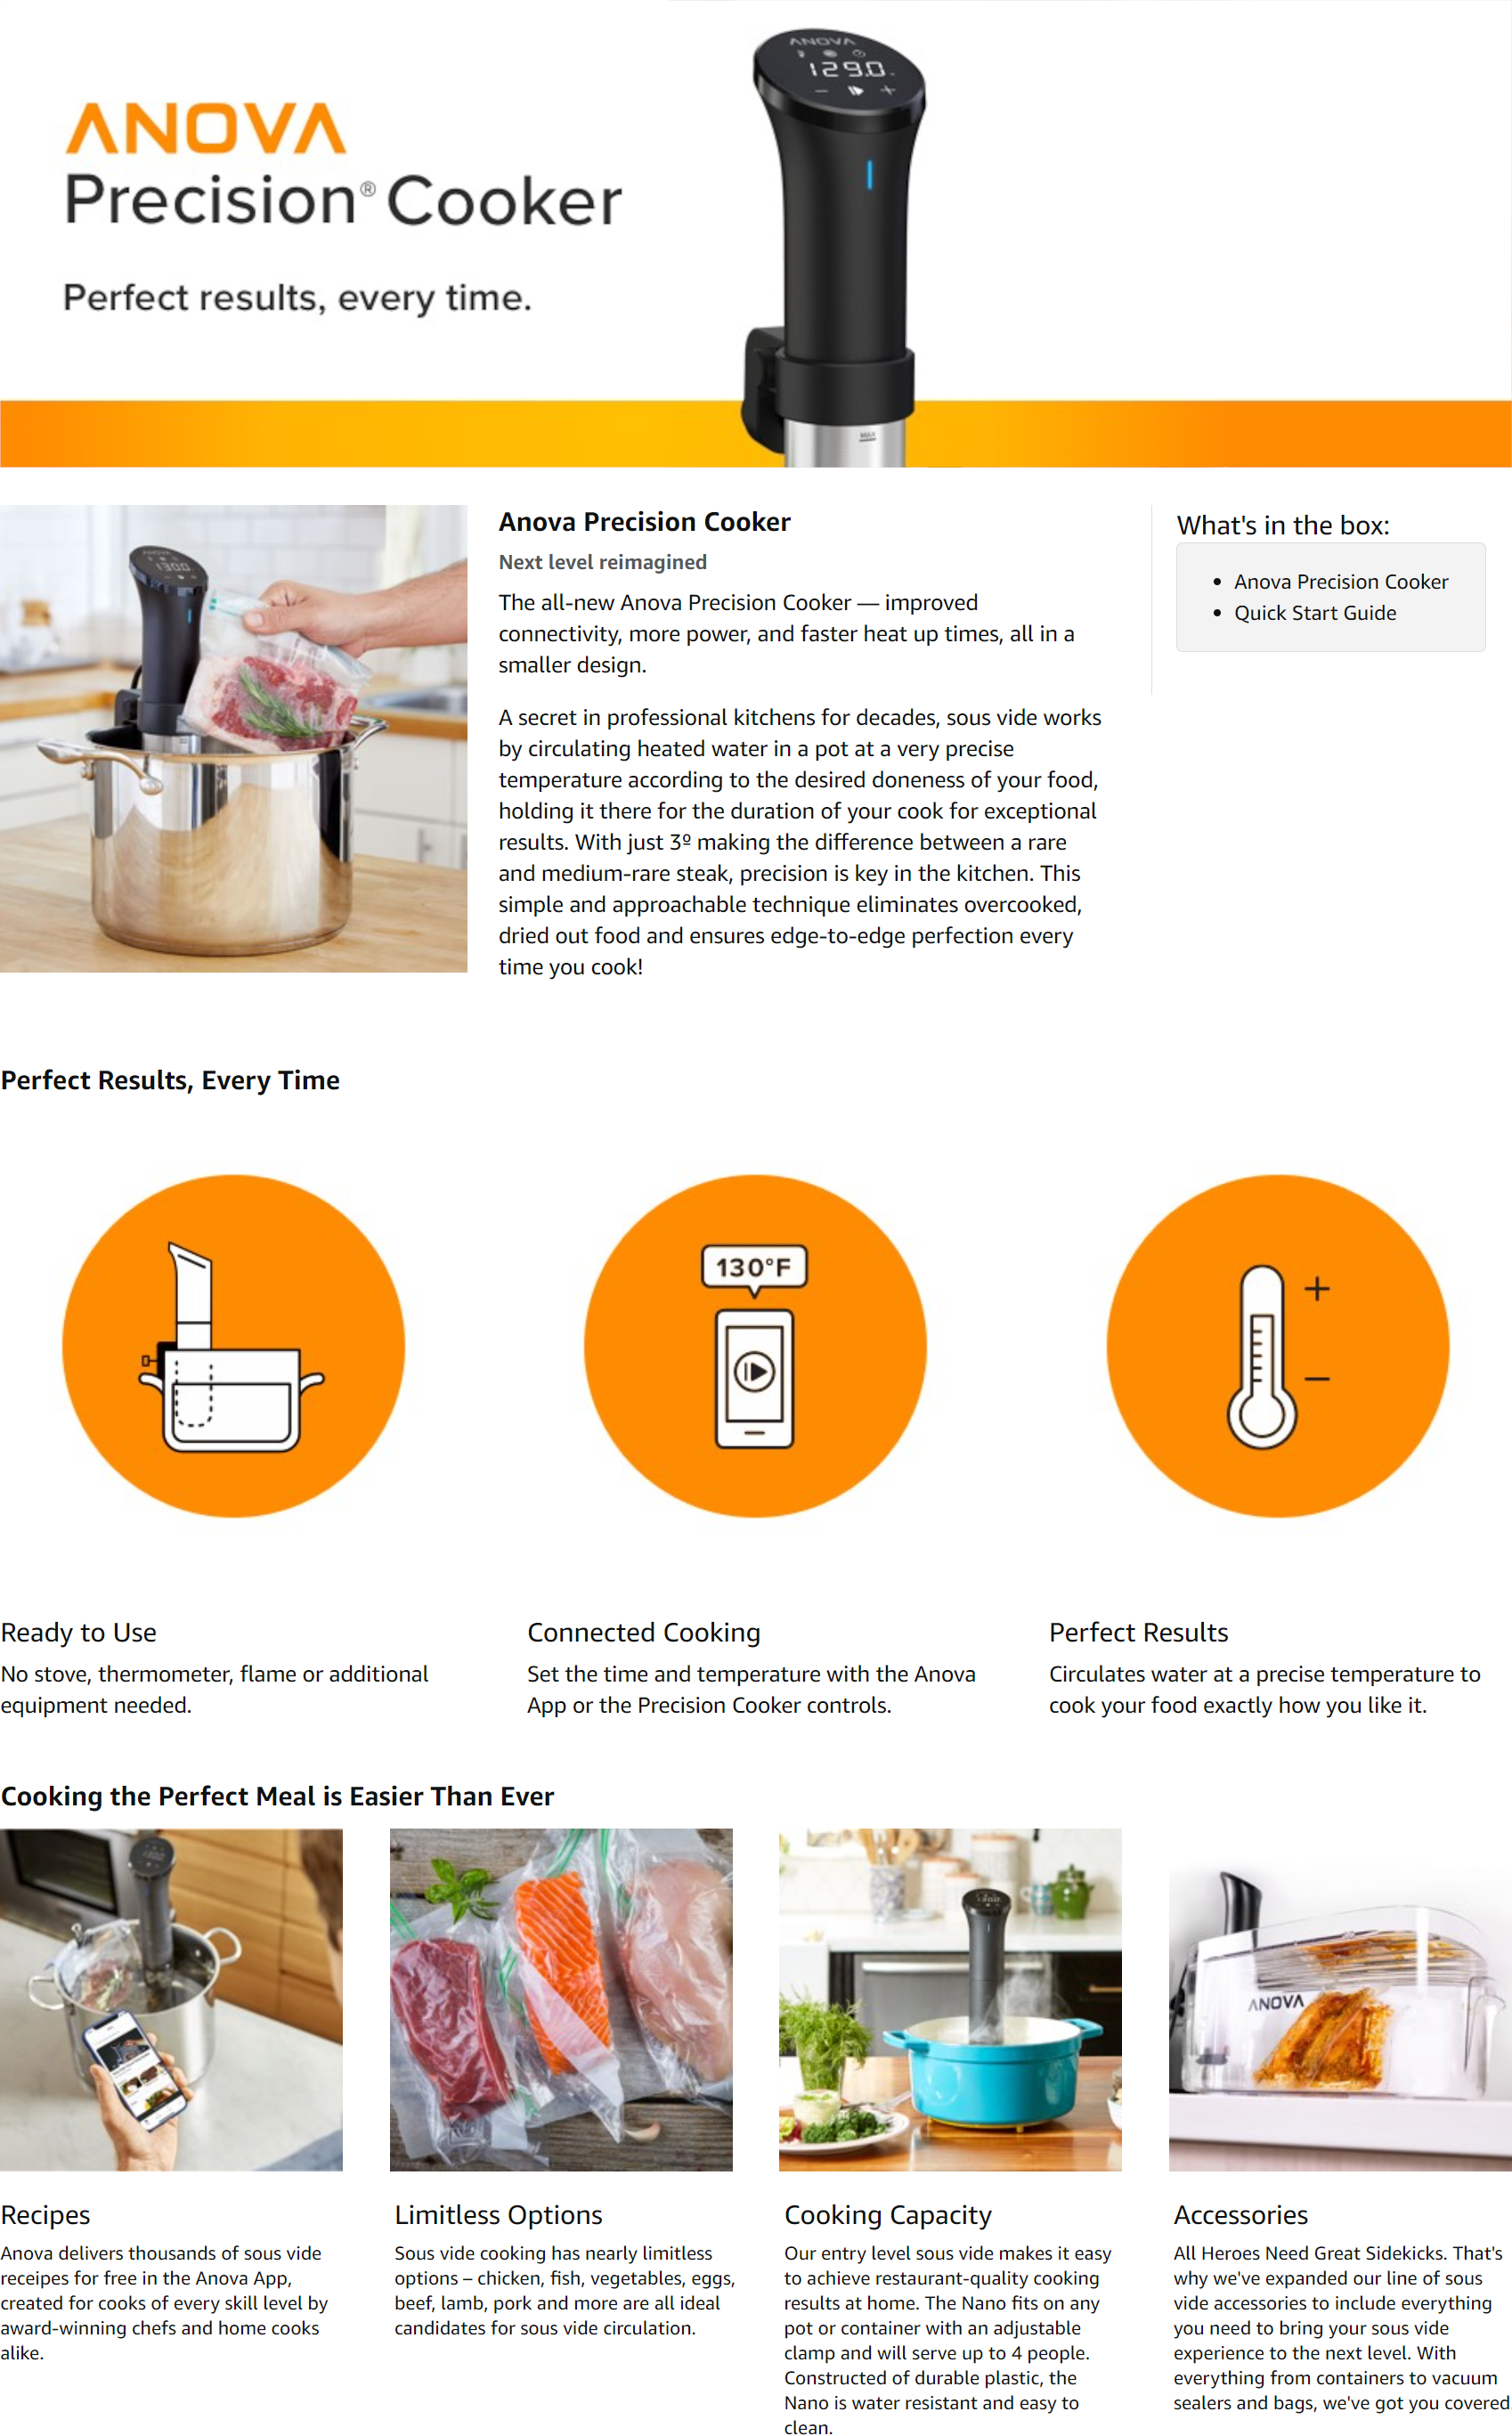 ANOVA
Precision® Cooker
Perfect results, every time.
ANOVA
129.0
MAX
Anova Precision Cooker
Next level reimagined
The all-new Anova Precision Cooker — improved
connectivity, more power, and faster heat up times, all in a
smaller design.
A secret in professional kitchens for decades, sous vide works
by circulating heated water in a pot at a very precise
temperature according to the desired doneness of your food,
holding it there for the duration of your cook for exceptional
results. With just 3º making the difference between a rare
and medium-rare steak, precision is key in the kitchen. This
simple and approachable technique eliminates overcooked,
dried out food and ensures edge-to-edge perfection every
time you cook!
What's in the box:
• Anova Precision Cooker
• Quick Start Guide
ANOVA
130.0
Perfect Results, Every Time
130°F
Ready to Use
No stove, thermometer, flame or additional
equipment needed.
Connected Cooking
Set the time and temperature with the Anova
App or the Precision Cooker controls.
Perfect Results
Circulates water at a precise temperature to
cook your food exactly how you like it.
Cooking the Perfect Meal is Easier Than Ever
ANOVA
Recipes
Anova delivers thousands of sous vide
receipes for free in the Anova App,
created for cooks of every skill level by
award-winning chefs and home cooks
alike.
Limitless Options
Sous vide cooking has nearly limitless
options – chicken, fish, vegetables, eggs,
beef, lamb, pork and more are all ideal
candidates for sous vide circulation.
Cooking Capacity
Our entry level sous vide makes it easy
to achieve restaurant-quality cooking
results at home. The Nano fits on any
pot or container with an adjustable
clamp and will serve up to 4 people.
Constructed of durable plastic, the
Nano is water resistant and easy to
clean.
Accessories
All Heroes Need Great Sidekicks. That's
why we've expanded our line of sous
vide accessories to include everything
you need to bring your sous vide
experience to the next level. With
everything from containers to vacuum
sealers and bags, we've got you covered